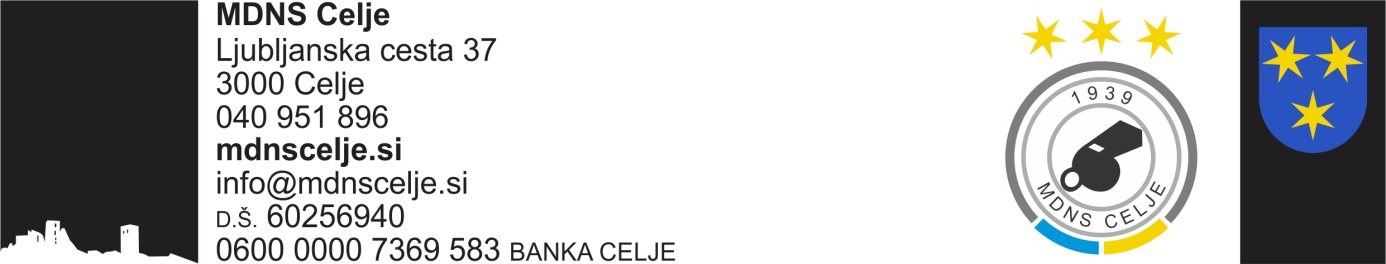 MDNS Celje
Ljubljanska cesta 37
3000 Celje
040 951 896
mdnscelje.si
info@mdnscelje.si
D.Š. 60256940
0600 0000 7369 583 BANKA CELJE
1939
MDNS CELJE